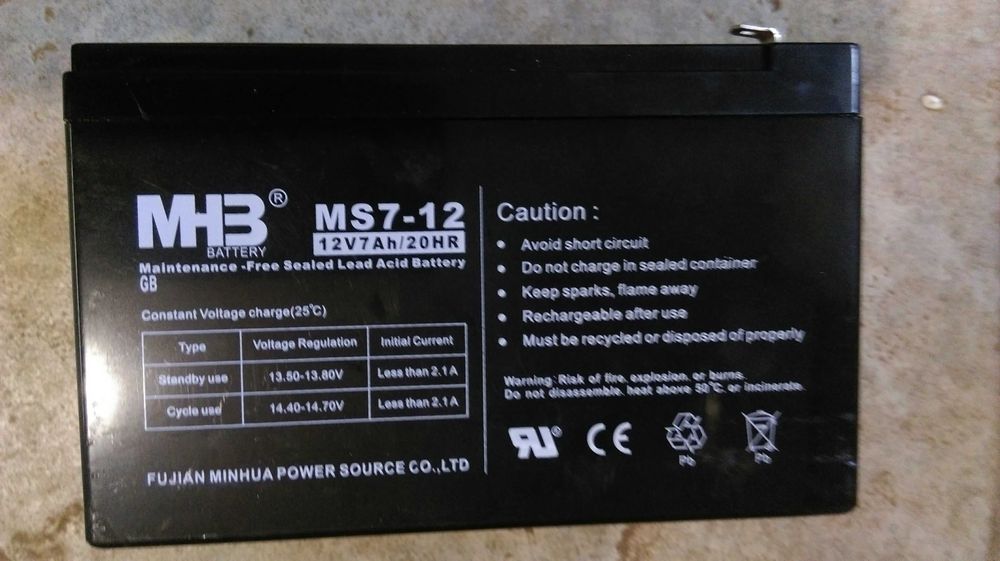 MHB®
BATTERY
MS7-12
12V7Ah/20HR
Maintenance -Free Sealed Lead Acid Battery
GB
Constant Voltage charge(25℃)
Type Voltage Regulation Initial Current
Standby use 13.50-13.80V Less than 2.1A
Cycle use 14.40-14.70V Less than 2.1A
FUJIAN MINHUA POWER SOURCE CO.,LTD
Caution :
• Avoid short circuit
• Do not charge in sealed container
• Keep sparks, flame away
• Rechargeable after use
• Must be recycled or disposed of properly
Warning: Risk of fire, explosion, or burns.
Do not disassemble, heat above 50℃, or incinerate.
RU® CE
Pb Pb